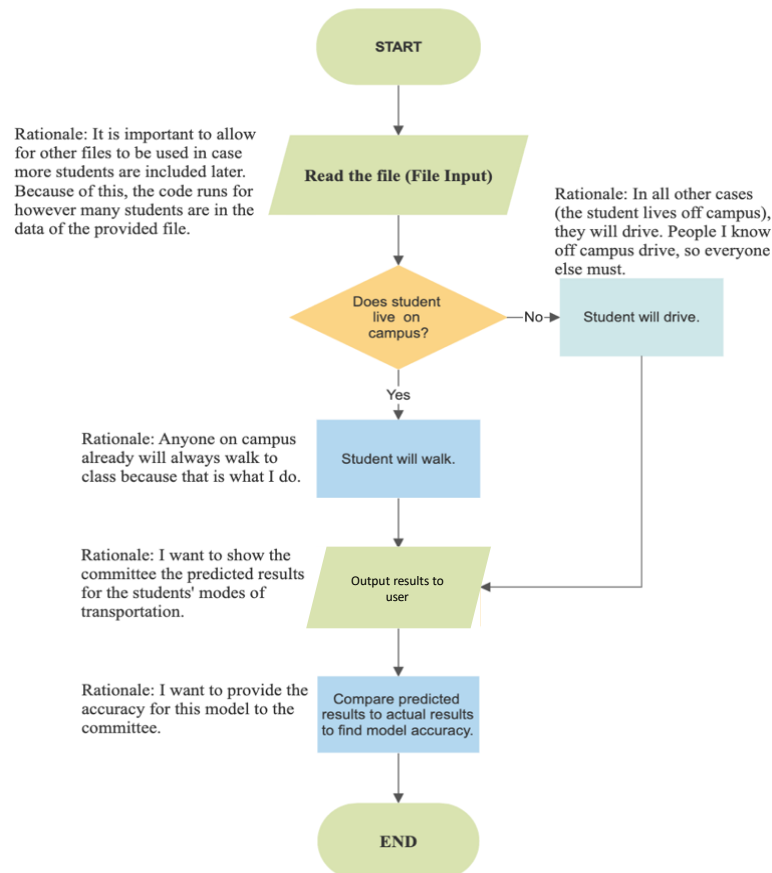 START
Rationale: It is important to allow
for other files to be used in case
more students are included later.
Because of this, the code runs for
however many students are in the
data of the provided file.
Read the file (File Input)
Rationale: In all other cases
(the student lives off campus),
they will drive. People I know
off campus drive, so everyone
else must.
Does student
live on
campus?
No
Student will drive.
Yes
Rationale: Anyone on campus
already will always walk to
class because that is what I do.
Student will walk.
Rationale: I want to show the
committee the predicted results
for the students' modes of
transportation.
Output results to
user
Rationale: I want to provide the
accuracy for this model to the
committee.
Compare predicted
results to actual results
to find model accuracy.
END